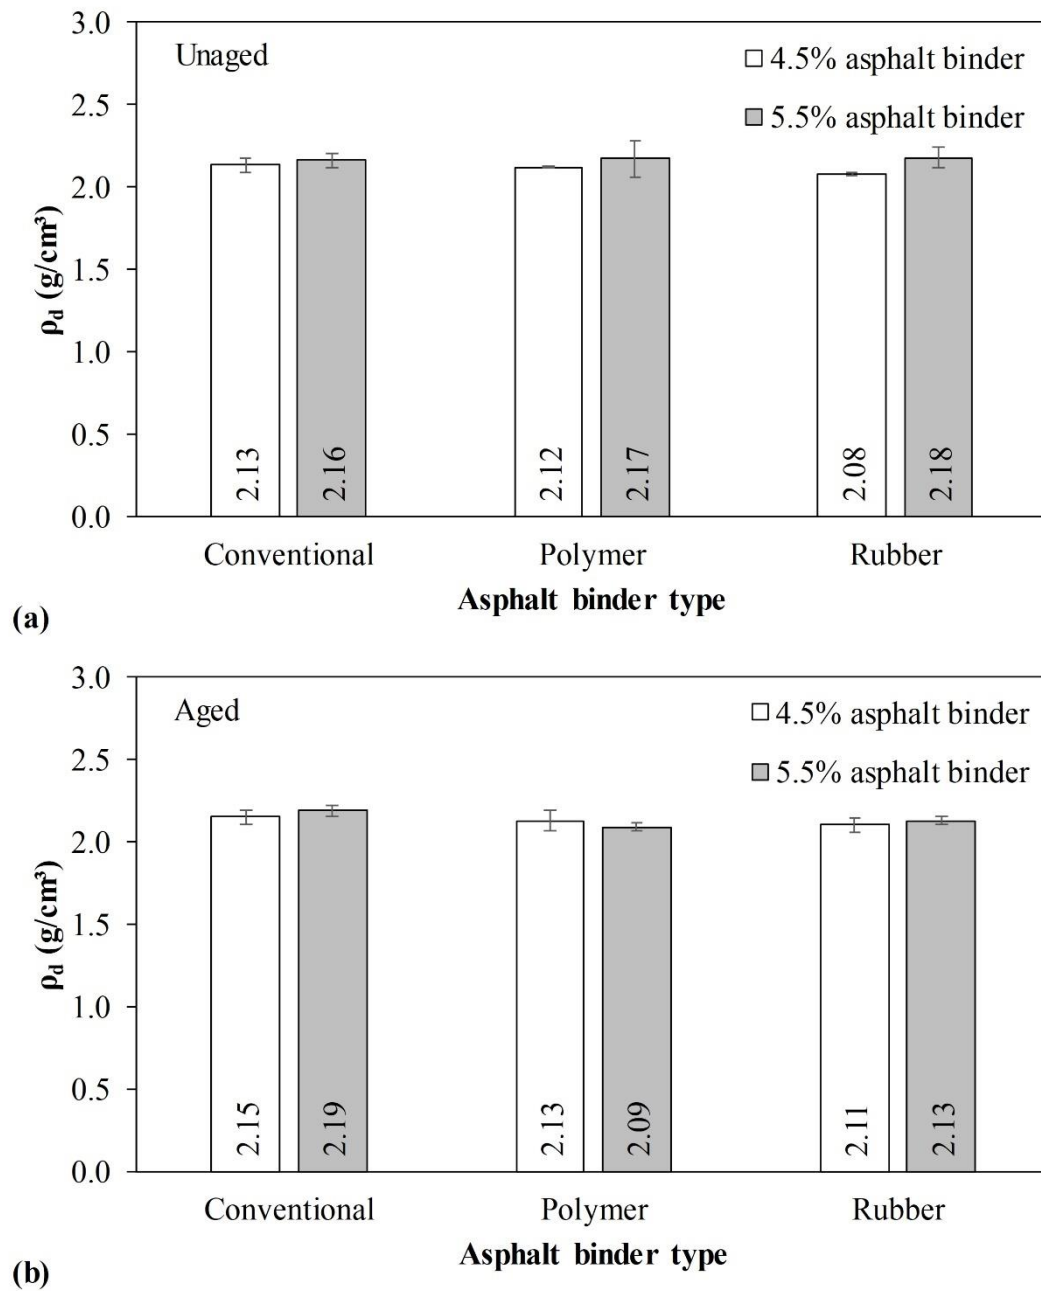 3.0
Unaged
4.5% asphalt binder
2.5
5.5% asphalt binder
2.0
1.5
ρd (g/cm³)
1.0
0.5
2.13
2.16
2.12
2.17
2.08
2.18
0.0
Conventional
Polymer
Rubber
Asphalt binder type
(a)
3.0
Aged
4.5% asphalt binder
2.5
5.5% asphalt binder
2.0
1.5
ρd (g/cm³)
1.0
0.5
2.15
2.19
2.13
2.09
2.11
2.13
0.0
Conventional
Polymer
Rubber
Asphalt binder type
(b)